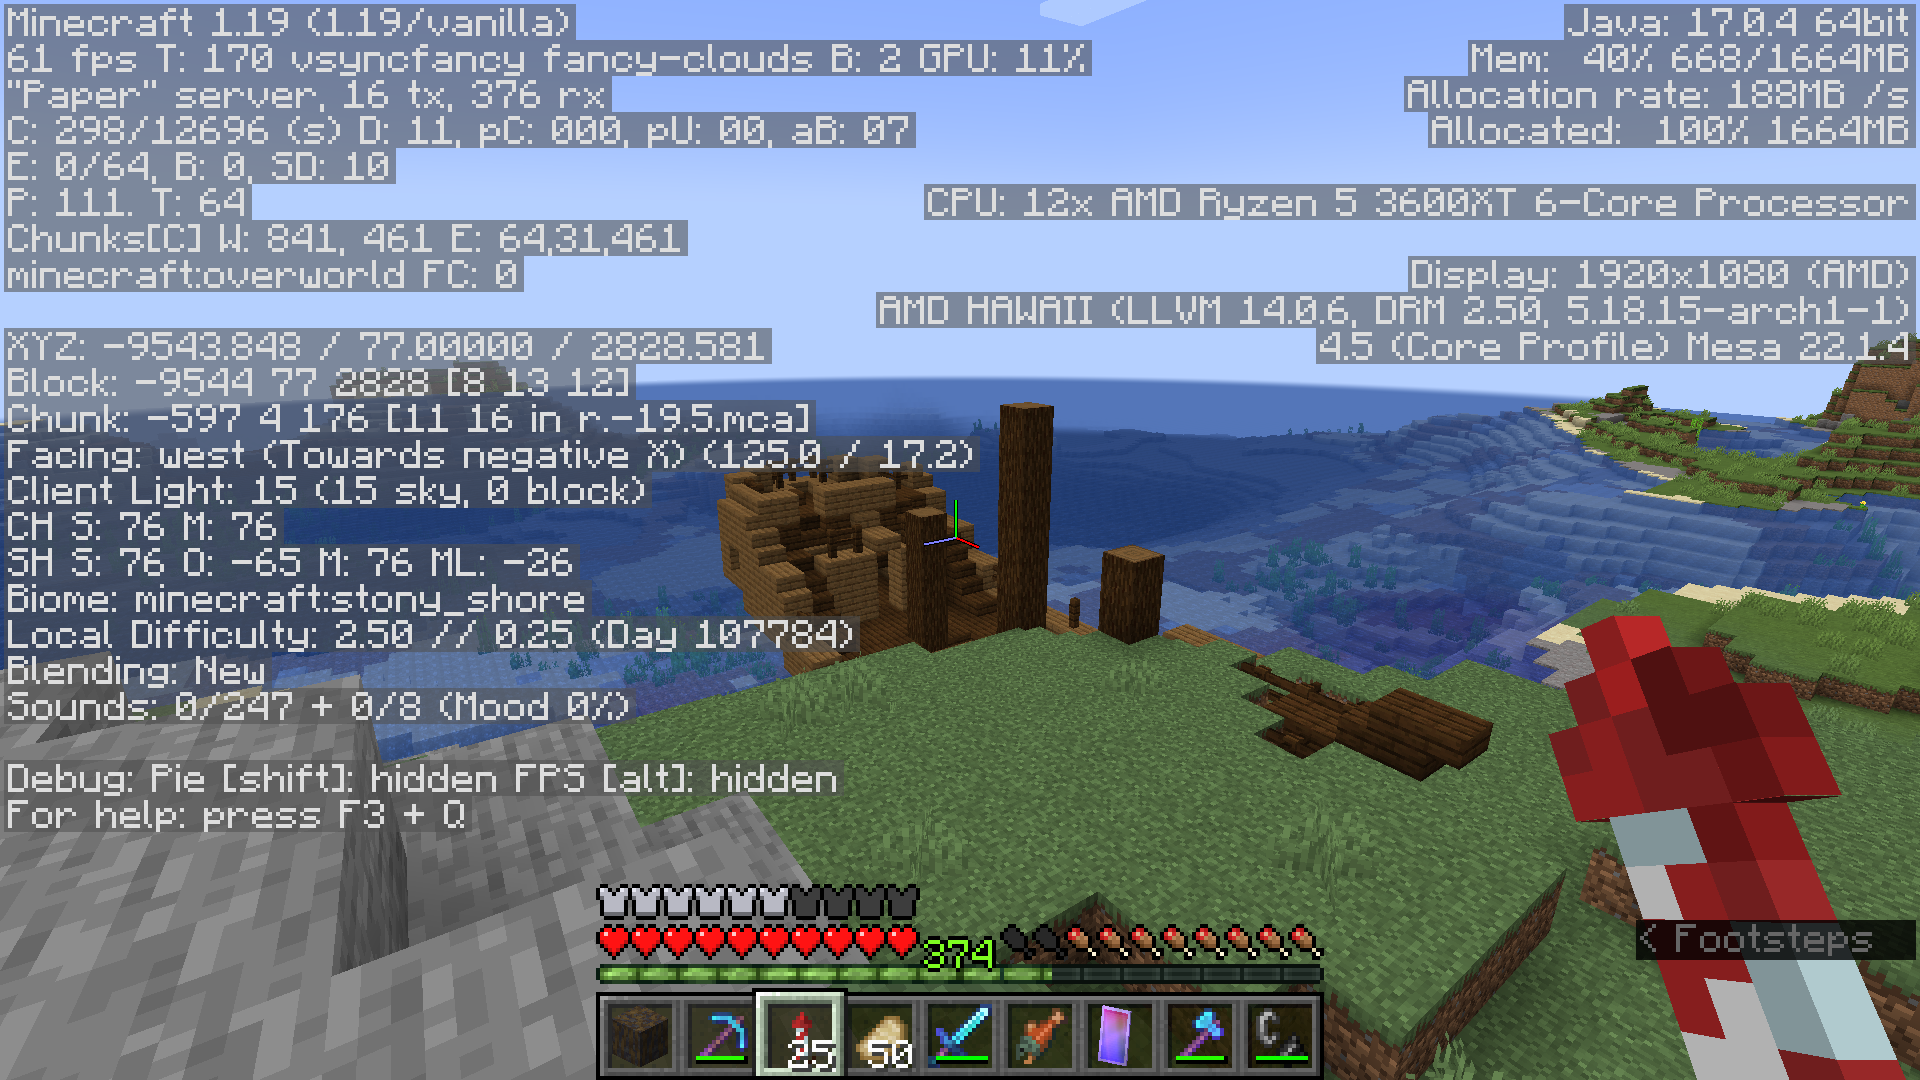 Minecraft 1.19 (1.19/vanilla)
61 fps T: 170 vsyncfancy fancy-clouds B: 2 GPU: 11%
"Paper" server, 16 tx, 376 rx
C: 298/12696 (s) D: 11, pC: 000, pU: 00, aB: 07
E: 0/64, B: 0, SD: 10
P: 111. T: 64
Chunks[C] W: 841, 461 E: 64,31,461
minecraft:overworld FC: 0
XYZ: -9543.848 / 77.00000 / 2828.581
Block: -9544 77 2828 [8 13 12]
Chunk: -597 4 176 [11 16 in r.-19.5.mca]
Facing: west (Towards negative X) (125.0 / 17.2)
Client Light: 15 (15 sky, 0 block)
CH S: 76 M: 76
SH S: 76 O: -65 M: 76 ML: -26
Biome: minecraft:stony_shore
Local Difficulty: 2.50 // 0.25 (Day 107784)
Blending: New
Sounds: 0/247 + 0/8 (Mood 0%)
Debug: Pie [shift]: hidden FPS [alt]: hidden
For help: press F3 + Q
Java: 17.0.4 64bit
Mem: 40% 668/1664MB
Allocation rate: 188MB /s
Allocated: 100% 1664MB
CPU: 12x AMD Ryzen 5 3600XT 6-Core Processor
Display: 1920x1080 (AMD)
AMD HAWAII (LLVM 14.0.6, DRM 2.50, 5.18.15-arch1-1)
4.5 (Core Profile) Mesa 22.1.4
< Footsteps
374
25
50